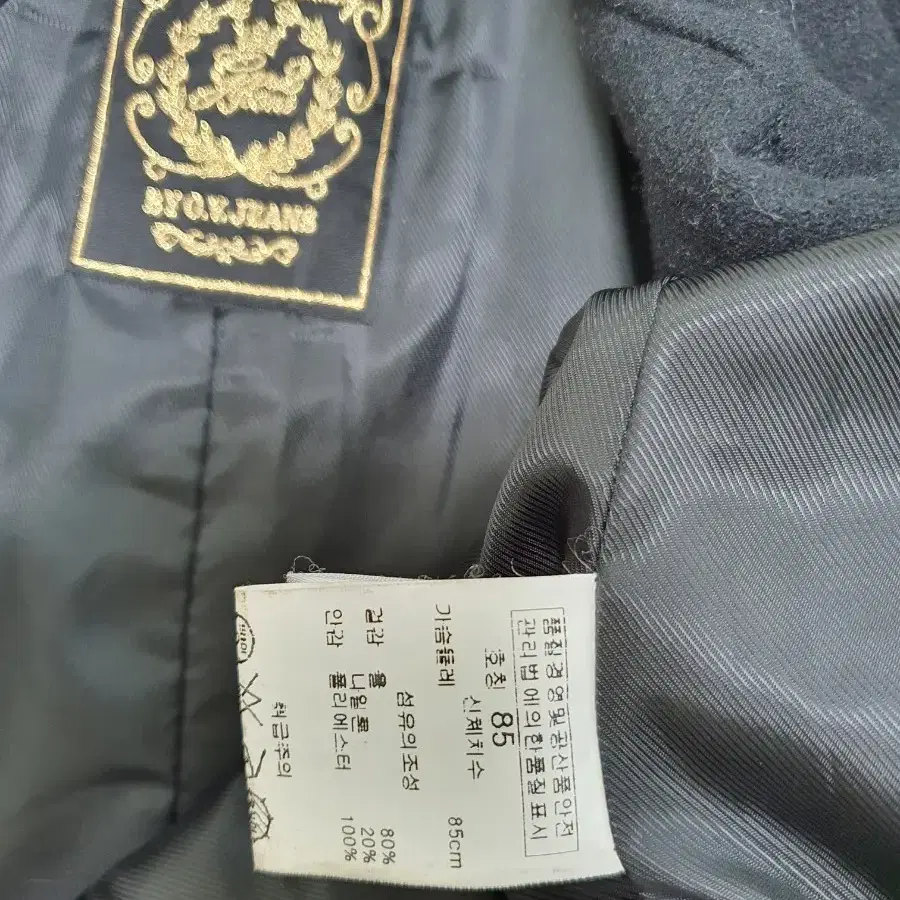 BYOKJEANS
품질경영및공산품안전
관리법에의한품질표시
호칭 85
신체치수
가슴둘레 85cm
섬유의조성
겉감 울 80%
나일론 20%
안감 폴리에스터 100%
취급주의